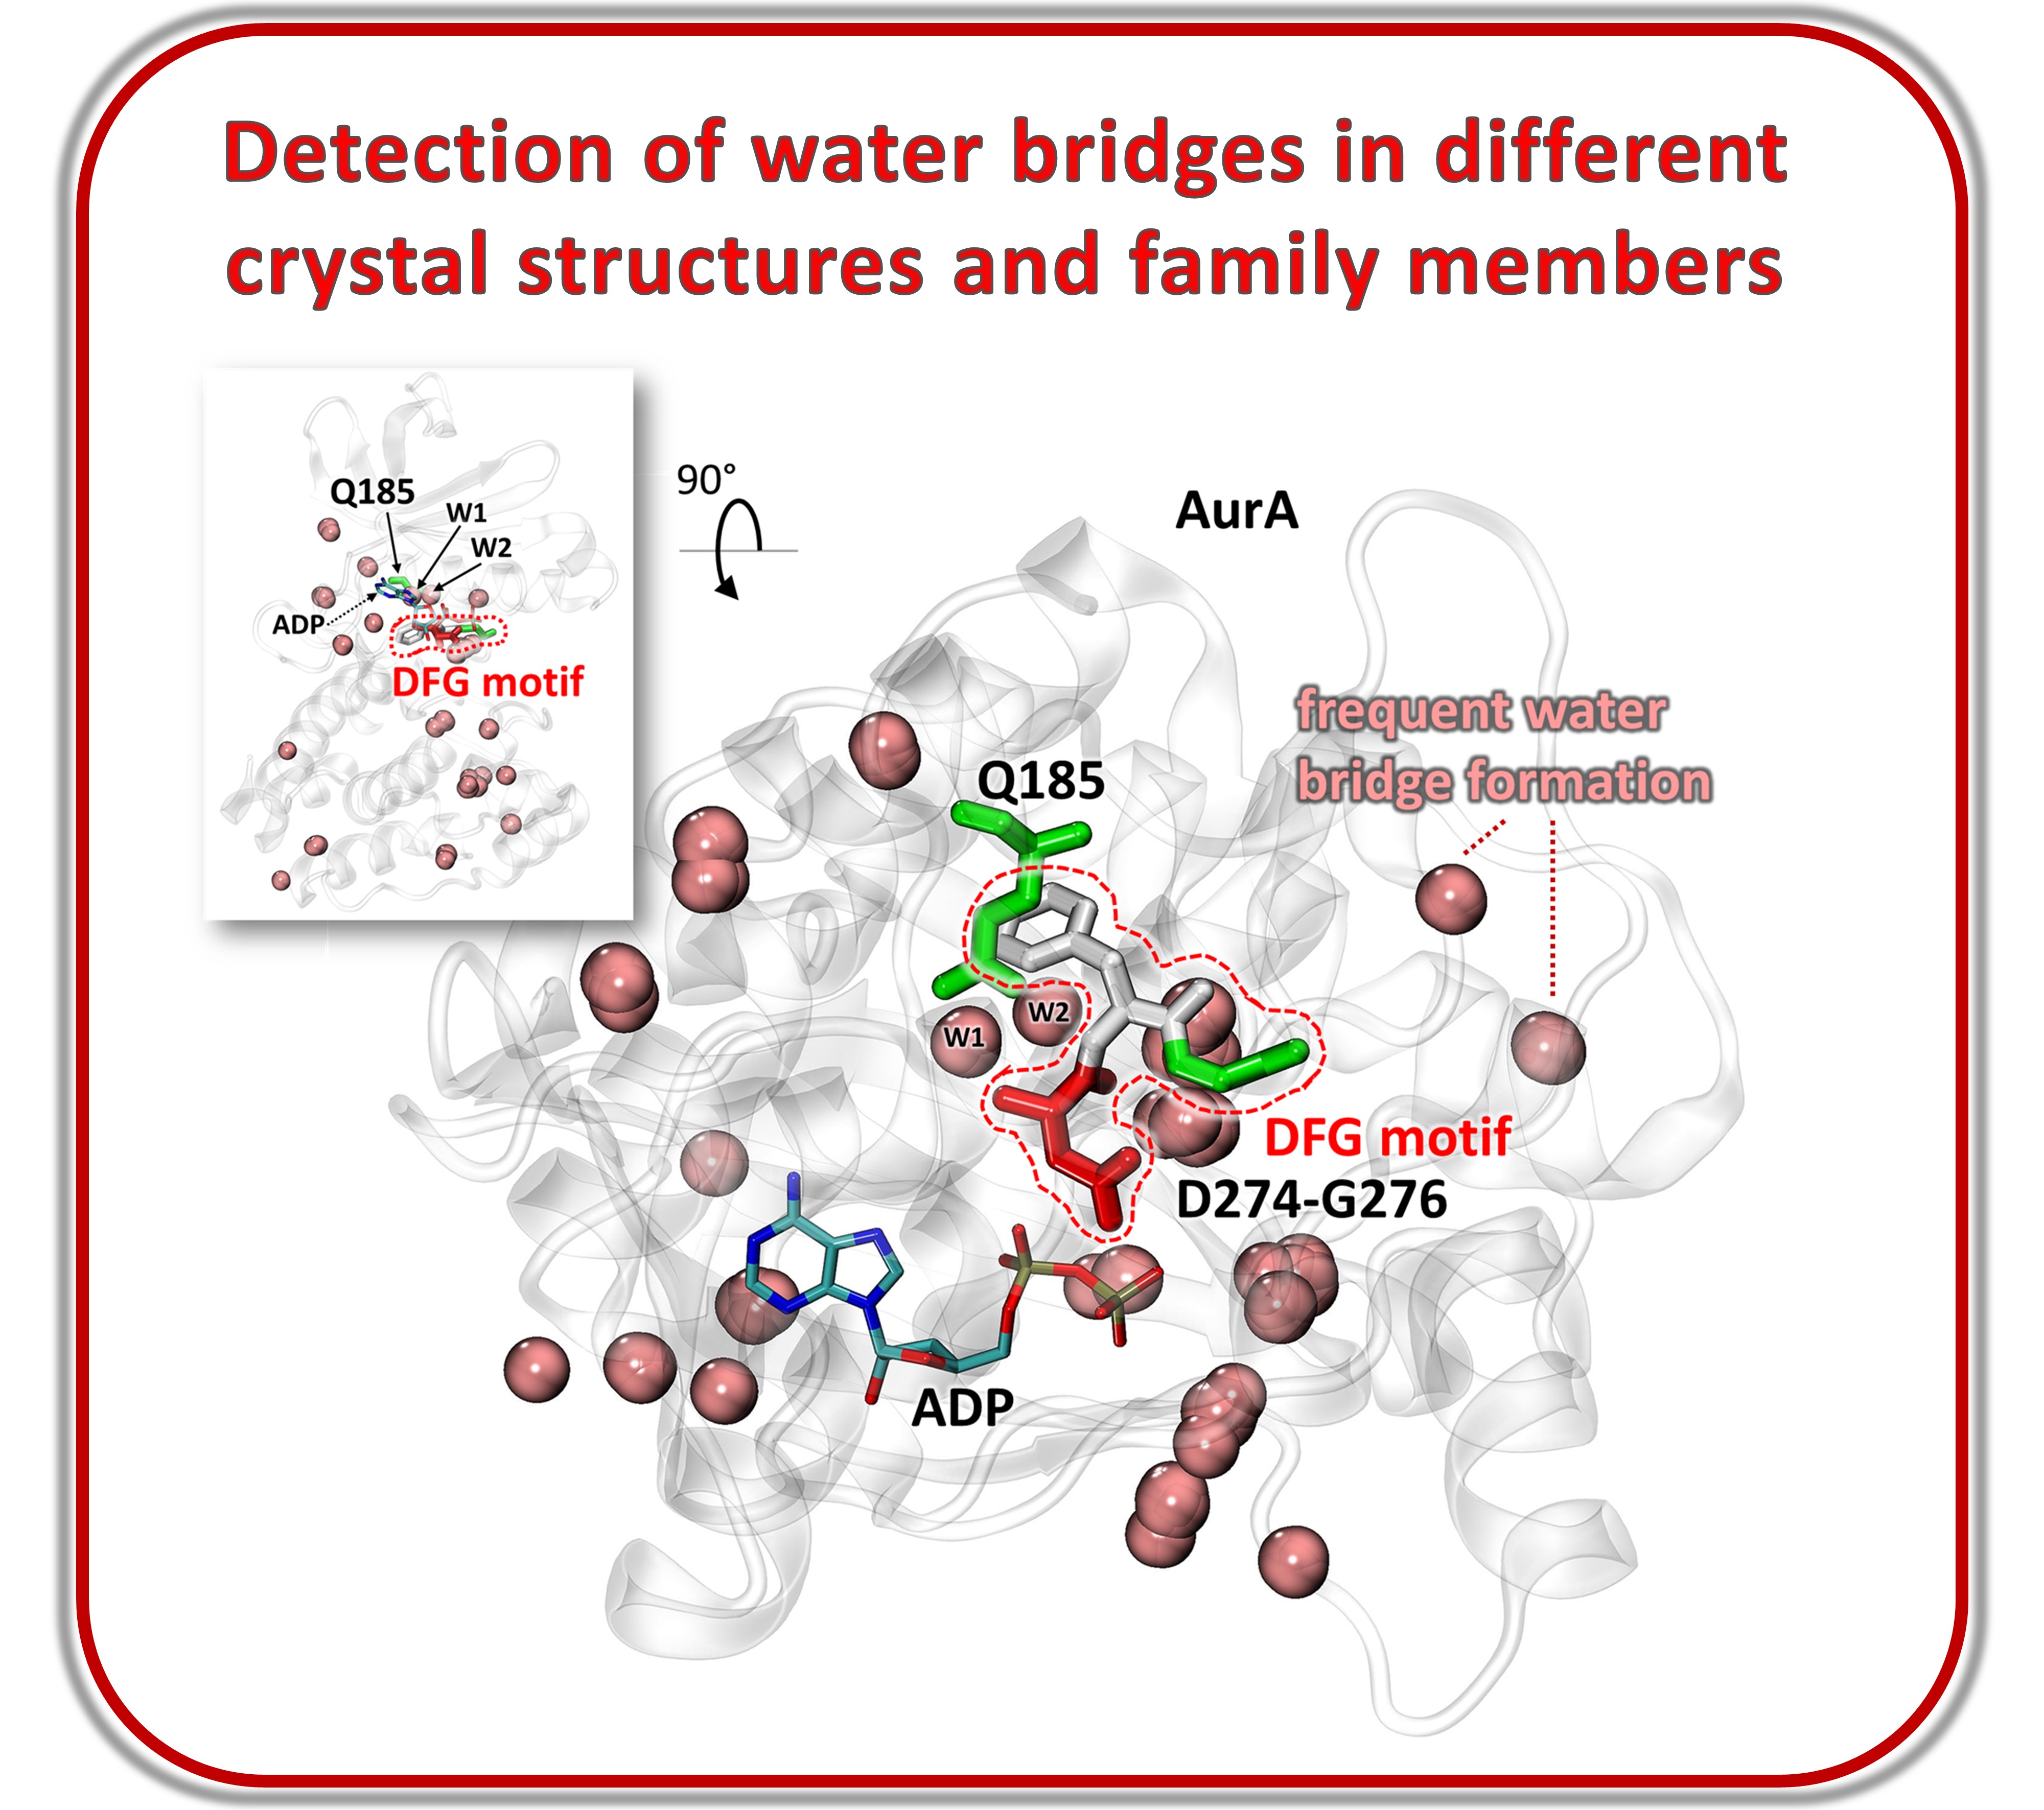 Detection of water bridges in different
crystal structures and family members
Q185
W1
W2
ADP
DFG motif
90°
AurA
frequent water
bridge formation
Q185
W2
W1
DFG motif
D274-G276
ADP